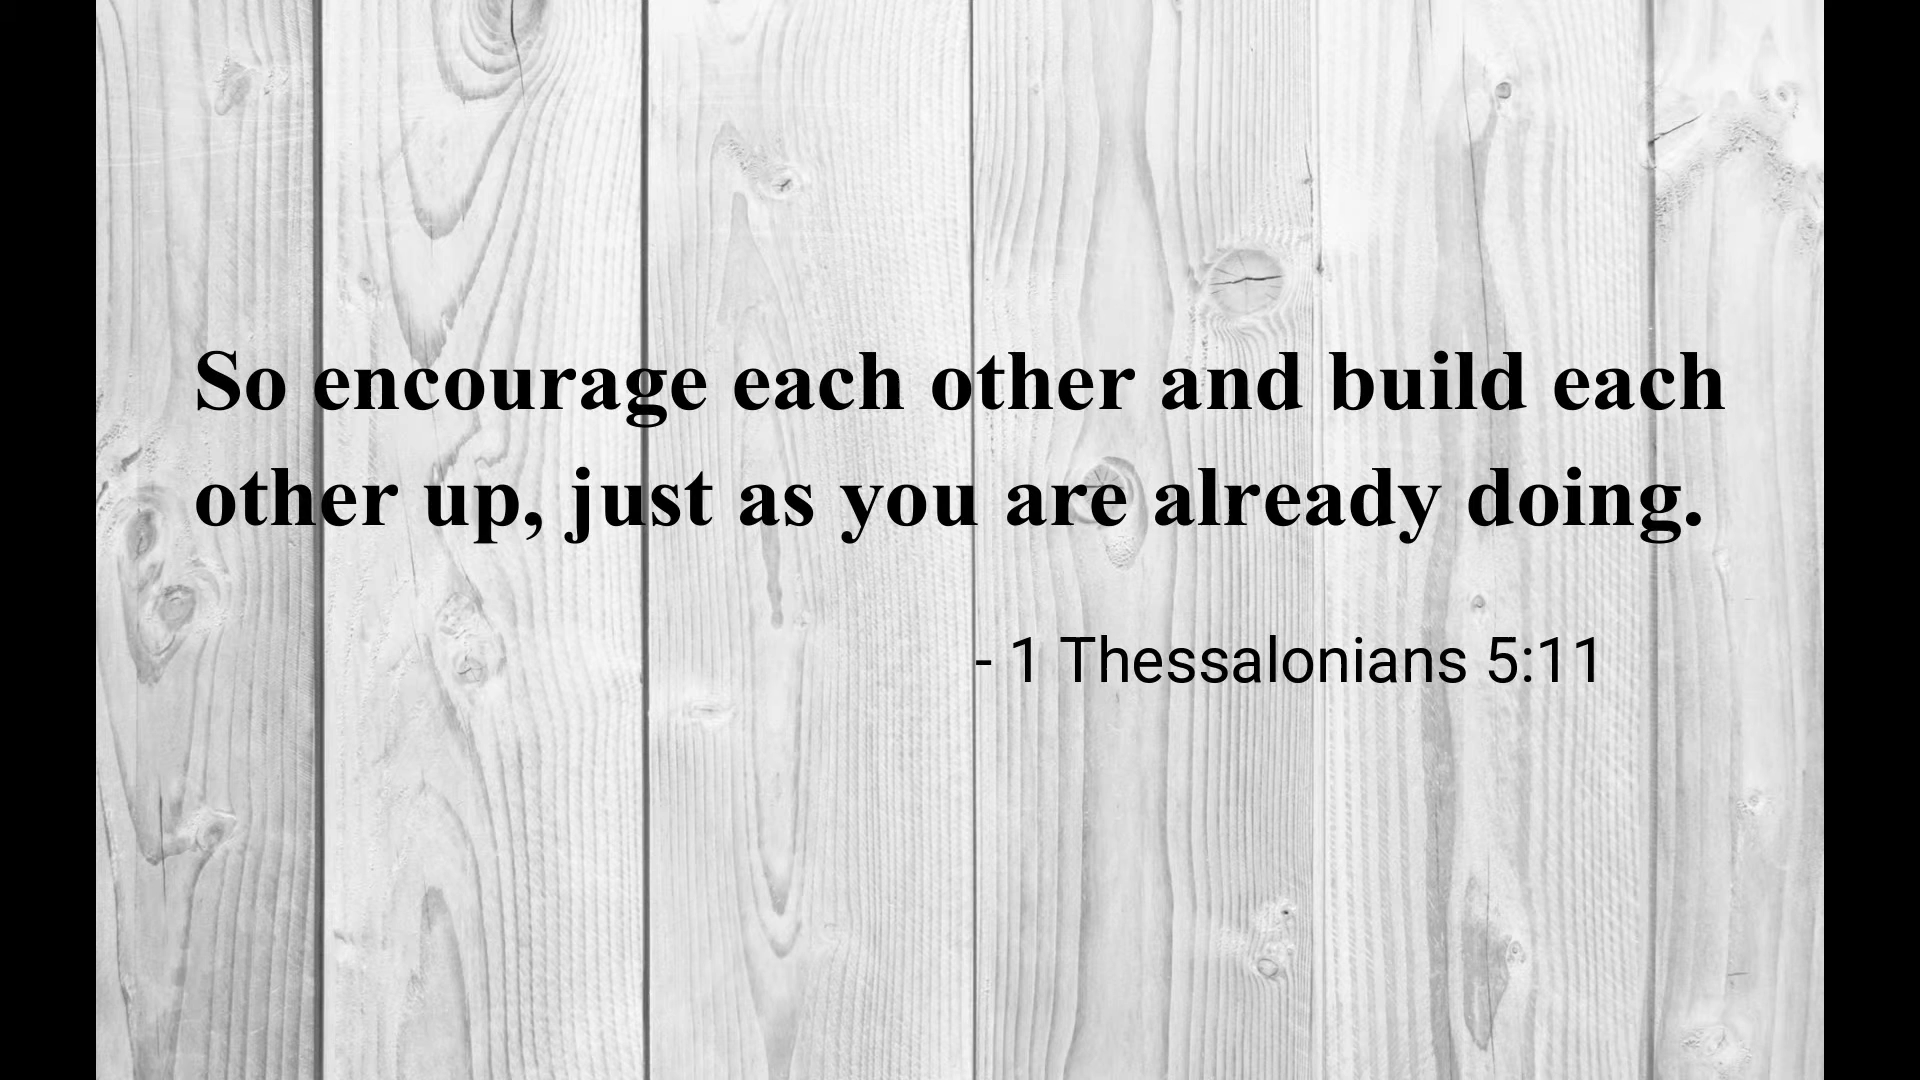 So encourage each other and build each
other up, just as you are already doing.
- 1 Thessalonians 5:11